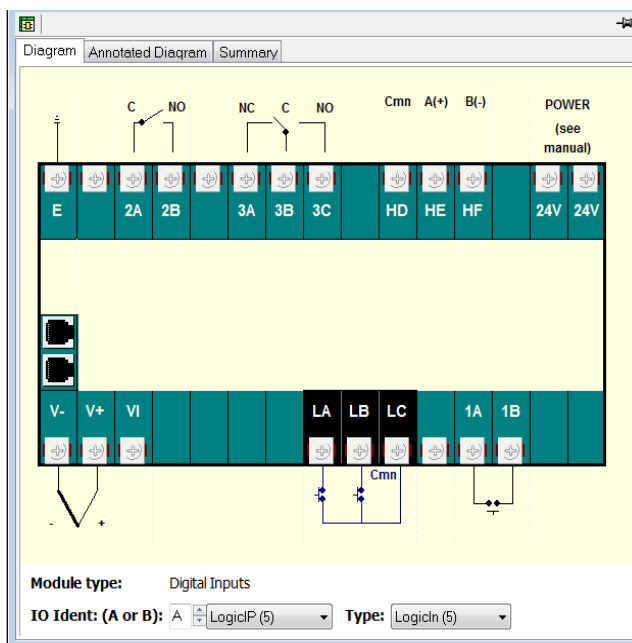 Diagram Annotated Diagram Summary
C NO NC C NO Cmn A(+) B(-) POWER
(see
manual)
E 2A 2B 3A 3B 3C HD HE HF 24V 24V
V- V+ VI LA LB LC 1A 1B
Cmn
- +
Module type: Digital Inputs
IO Ident: (A or B): A LogicIP (5) Type: LogicIn (5)